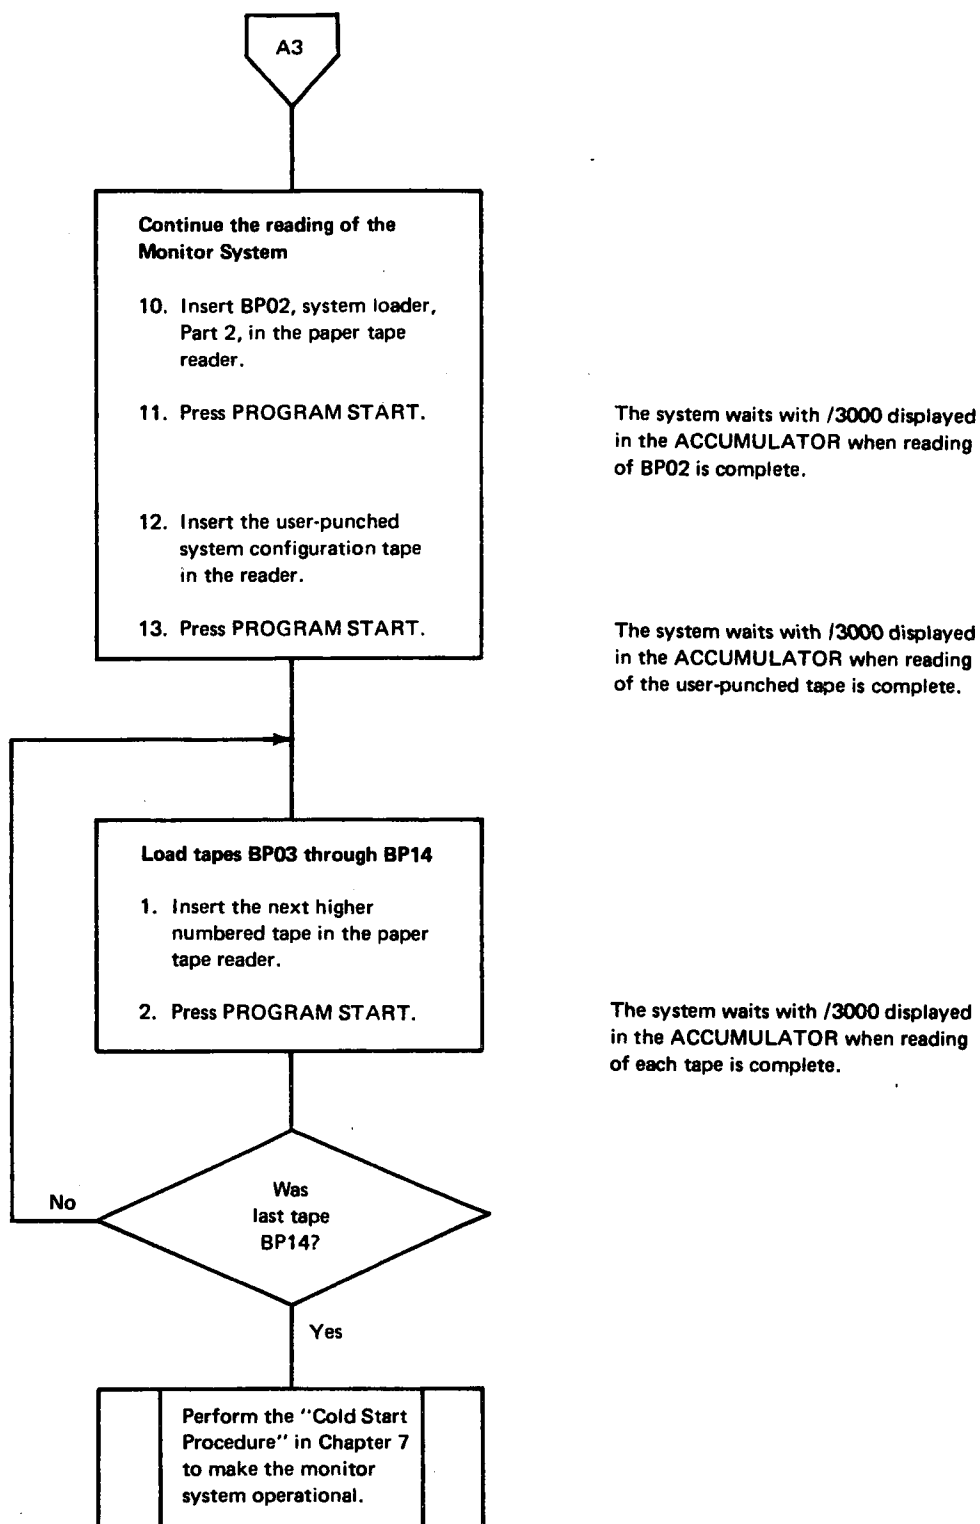 A3
Continue the reading of the
Monitor System
10. Insert BP02, system loader,
Part 2, in the paper tape
reader.
11. Press PROGRAM START.
The system waits with /3000 displayed
in the ACCUMULATOR when reading
of BP02 is complete.
12. Insert the user-punched
system configuration tape
in the reader.
13. Press PROGRAM START.
The system waits with /3000 displayed
in the ACCUMULATOR when reading
of the user-punched tape is complete.
Load tapes BP03 through BP14
1. Insert the next higher
numbered tape in the paper
tape reader.
2. Press PROGRAM START.
The system waits with /3000 displayed
in the ACCUMULATOR when reading
of each tape is complete.
No
Was
last tape
BP14?
Yes
Perform the "Cold Start
Procedure" in Chapter 7
to make the monitor
system operational.